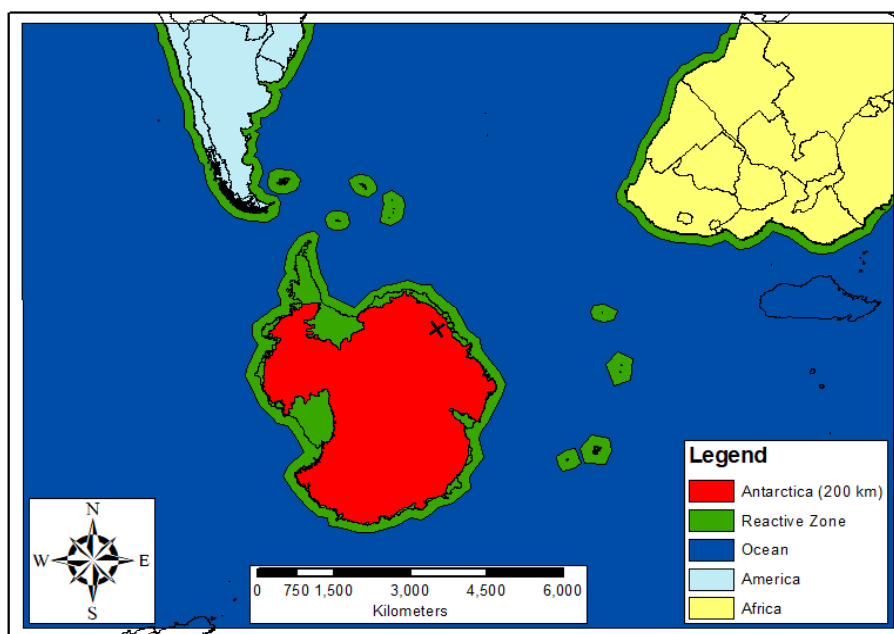 Legend
Antarctica (200 km)
Reactive Zone
Ocean
America
Africa
N
W E
S
0 750 1,500 3,000 4,500 6,000
Kilometers